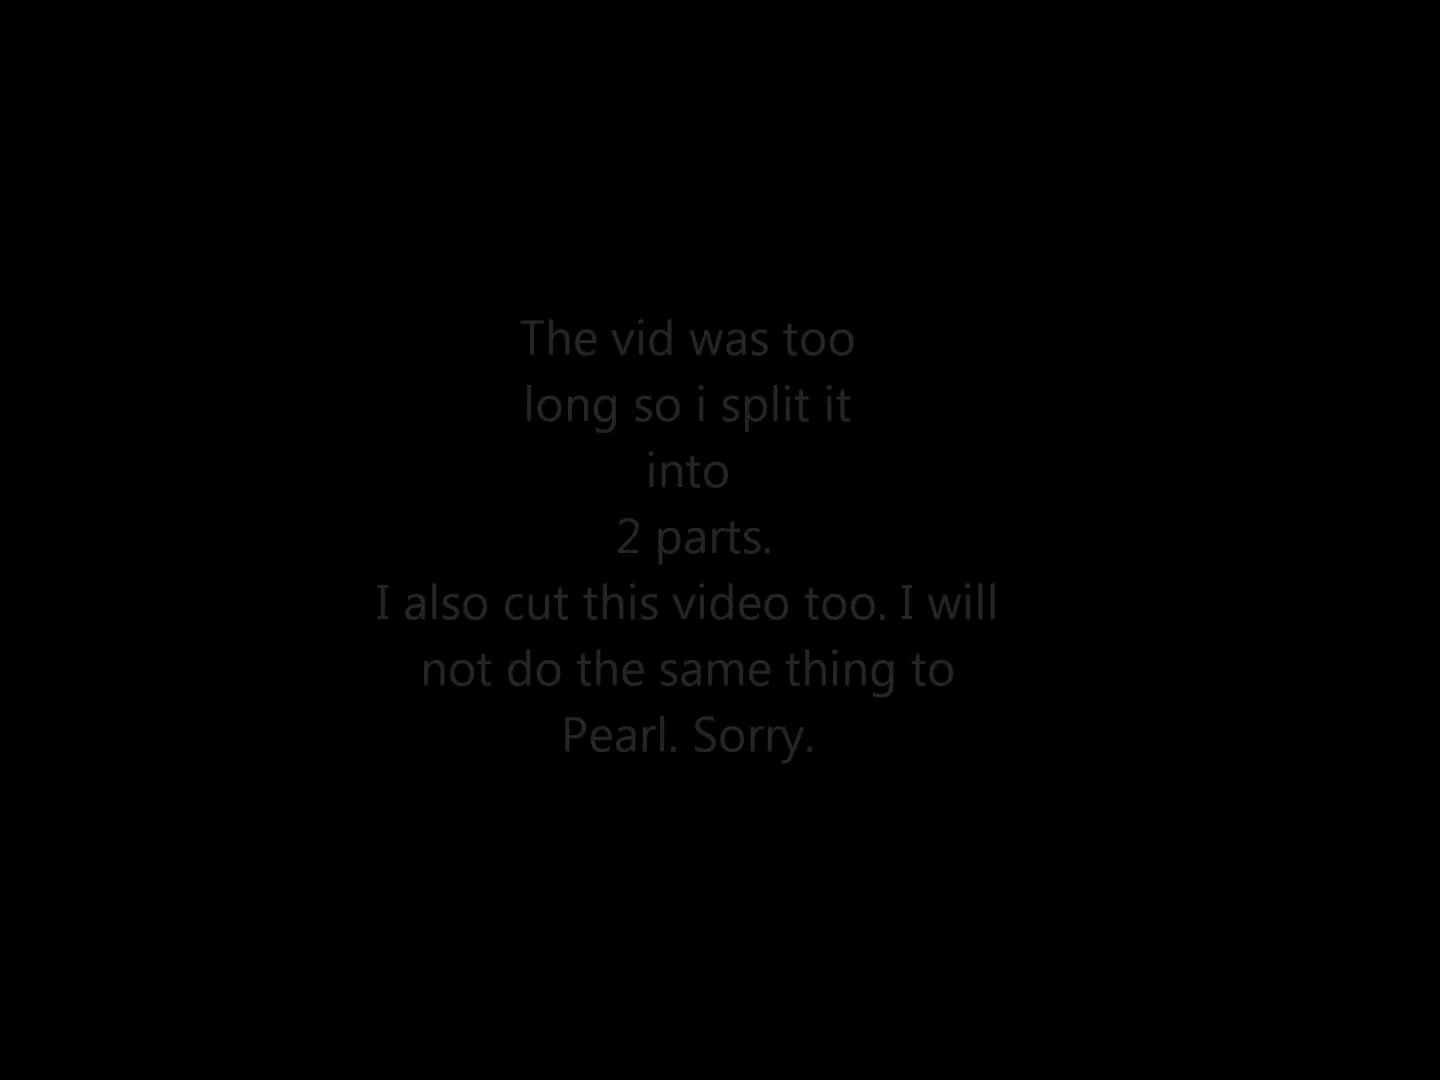 The vid was too
long so i split it
into
2 parts.
I also cut this video too. I will
not do the same thing to
Pearl. Sorry.